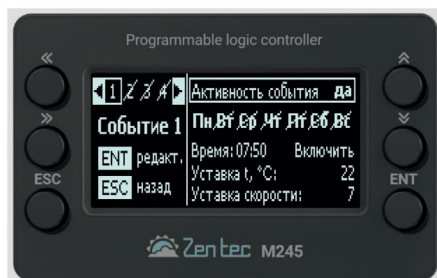 Programmable logic controller
1 2 3 4 Активность события да
Событие 1 Пн,Вт,Ср,Чт,Пт,Сб,Вс
ENT редакт. Время: 07:50 Включить
Уставка t, °C: 22
ESC назад Уставка скорости: 7
ESC ENT
Zentec M245